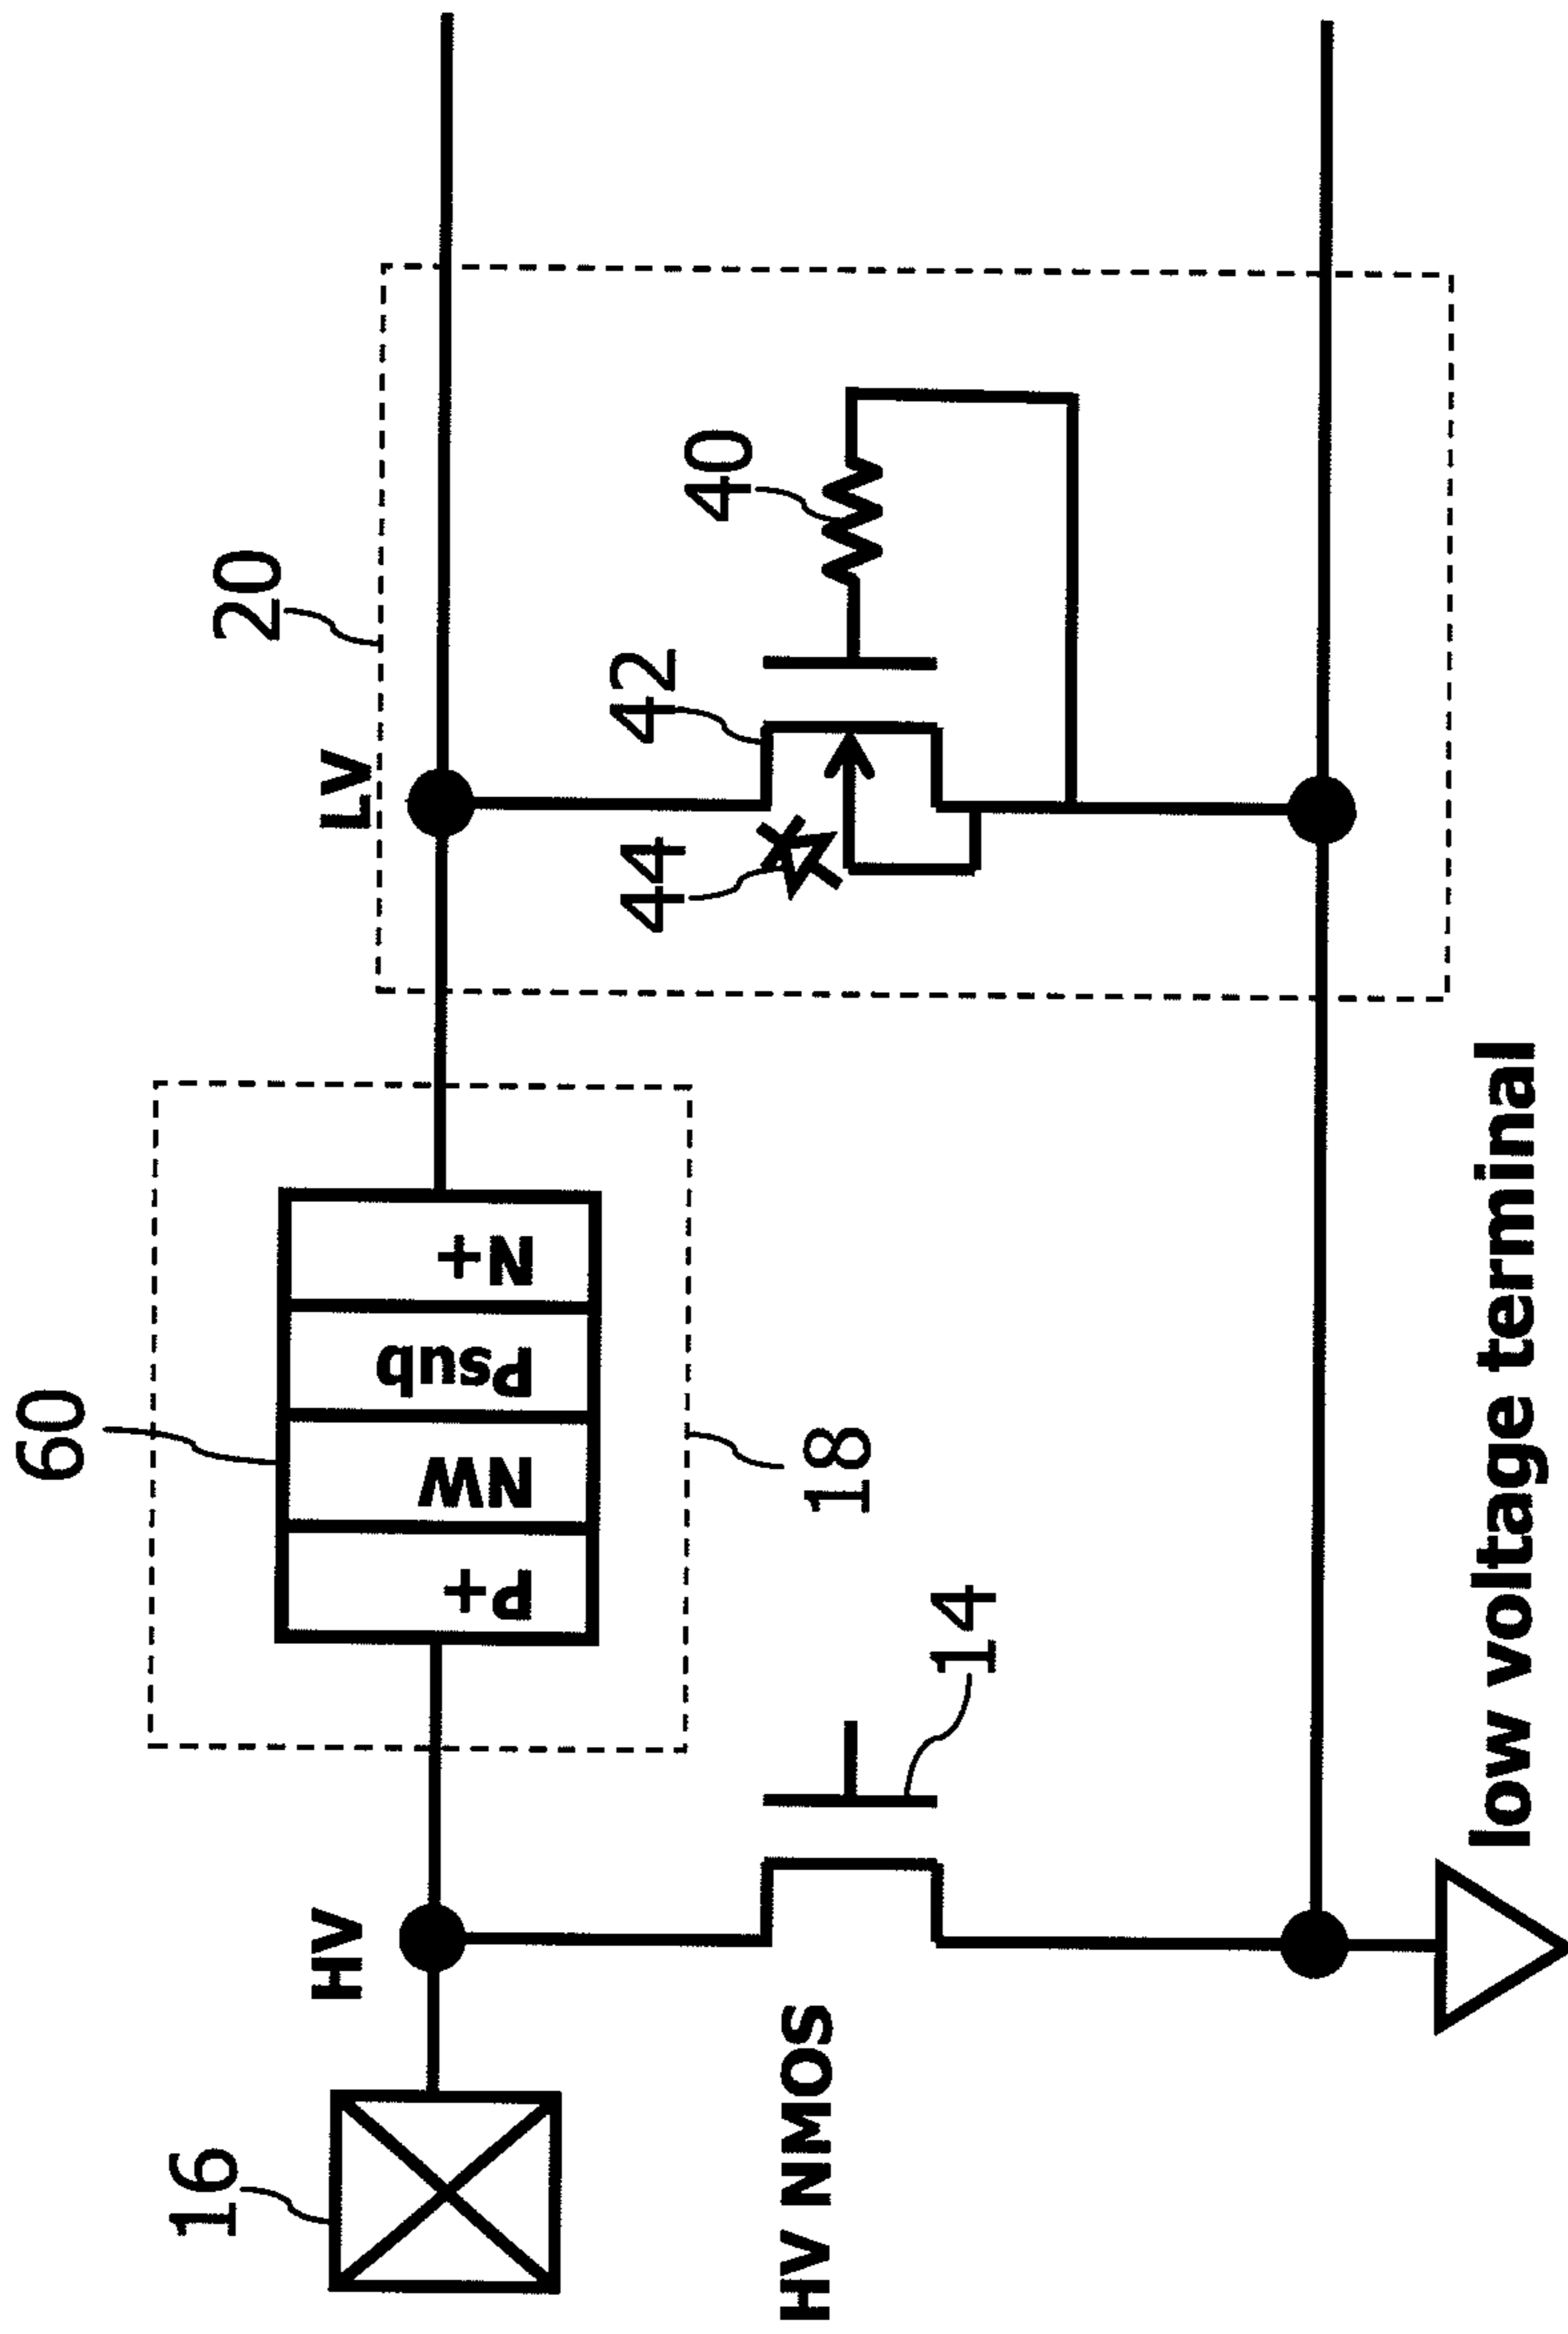 60
20
LV
HV
16
P+
NW
Psub
N+
18
44
42
40
14
HV NMOS
low voltage terminal